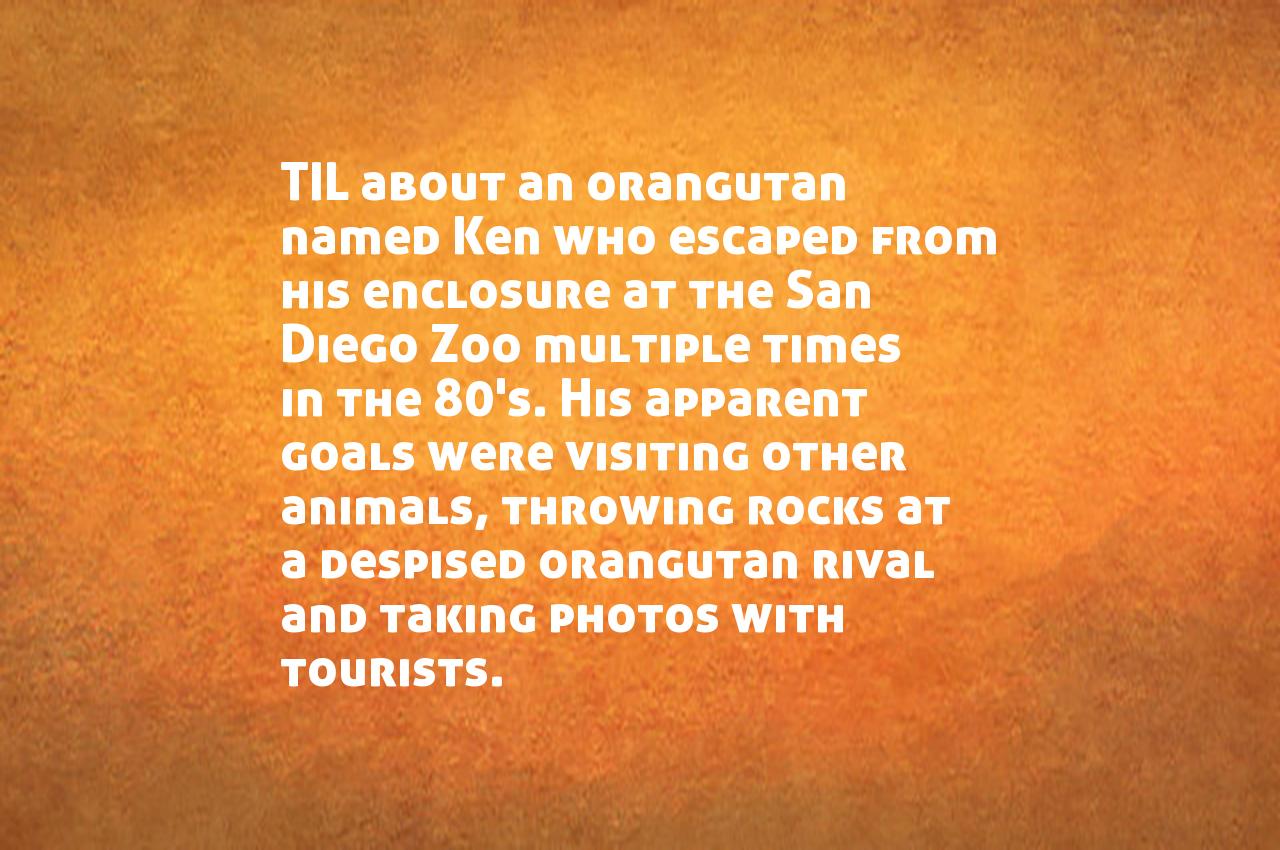 TIL about an orangutan
named Ken who escaped from
his enclosure at the San
Diego Zoo multiple times
in the 80's. His apparent
goals were visiting other
animals, throwing rocks at
a despised orangutan rival
and taking photos with
tourists.